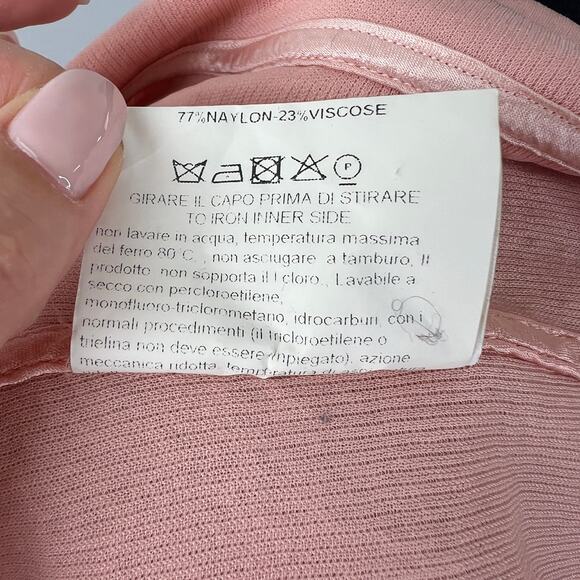 77%NAYLON-23%VISCOSE
P
GIRARE IL CAPO PRIMA DI STIRARE
TO IRON INNER SIDE
non lavare in acqua, temperatura massima
del ferro 80 C , non asciugare a tamburo, Il
prodotto non sopporta il cloro., Lavabile a
secco con percloroetilene,
monofluoro-triclorometano, idrocarburi, con i
normali procedimenti (il tricloroetilene o
trielina non deve essere impiegato), azione
meccanica ridotta, temperatura di